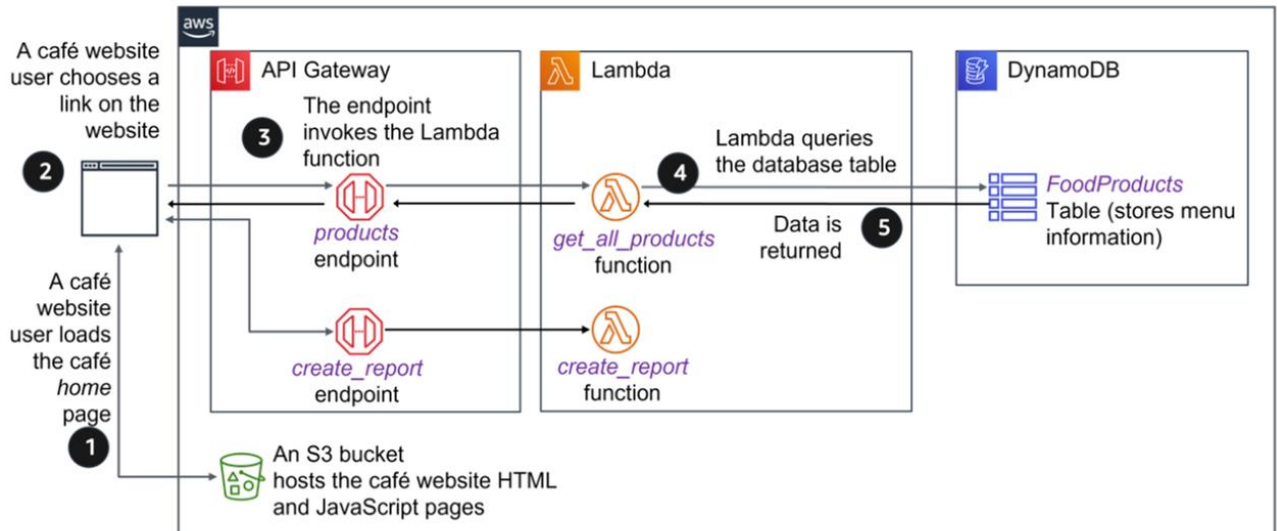 aws
A café website
user chooses a
link on the
website
2
API Gateway
3
The endpoint
invokes the Lambda
function
products
endpoint
create_report
endpoint
Lambda
4
Lambda queries
the database table
get_all_products
function
Data is
returned
5
create_report
function
DynamoDB
FoodProducts
Table (stores menu
information)
A café
website
user loads
the café
home
page
1
An S3 bucket
hosts the café website HTML
and JavaScript pages